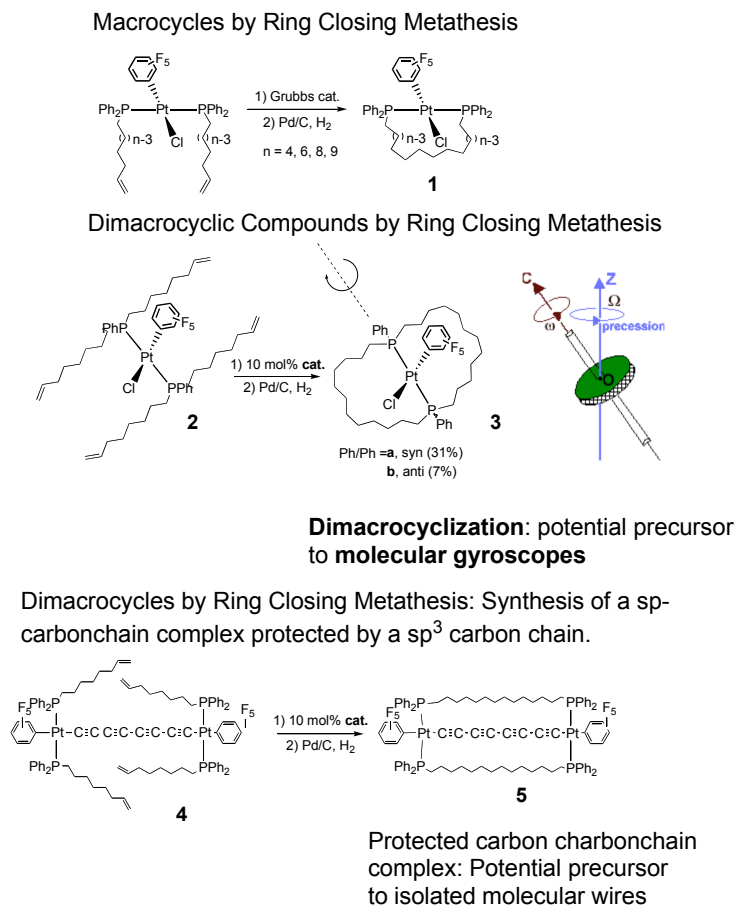 Macrocycles by Ring Closing Metathesis
F5
Ph2P Pt PPh2
Cl
( )n-3 ( )n-3
1) Grubbs cat.
2) Pd/C, H2
n = 4, 6, 8, 9
F5
Ph2P Pt PPh2
( )n-3 Cl ( )n-3
1
Dimacrocyclic Compounds by Ring Closing Metathesis
PhP
F5
Pt
Cl
PPh
2
1) 10 mol% cat.
2) Pd/C, H2
Ph
P
F5
Pt
Cl
P
Ph
3
Ph/Ph =a, syn (31%)
b, anti (7%)
C
Z
Ω
ω
precession
O
Dimacrocyclization: potential precursor
to molecular gyroscopes
Dimacrocycles by Ring Closing Metathesis: Synthesis of a sp-
carbonchain complex protected by a sp3 carbon chain.
Ph2P PPh2
F5 F5
Pt-C≡C-C≡C-C≡C-C≡C-Pt
Ph2P PPh2
4
1) 10 mol% cat.
2) Pd/C, H2
Ph2P PPh2
F5 F5
Pt-C≡C-C≡C-C≡C-C≡C-Pt
Ph2P PPh2
5
Protected carbon charbonchain
complex: Potential precursor
to isolated molecular wires